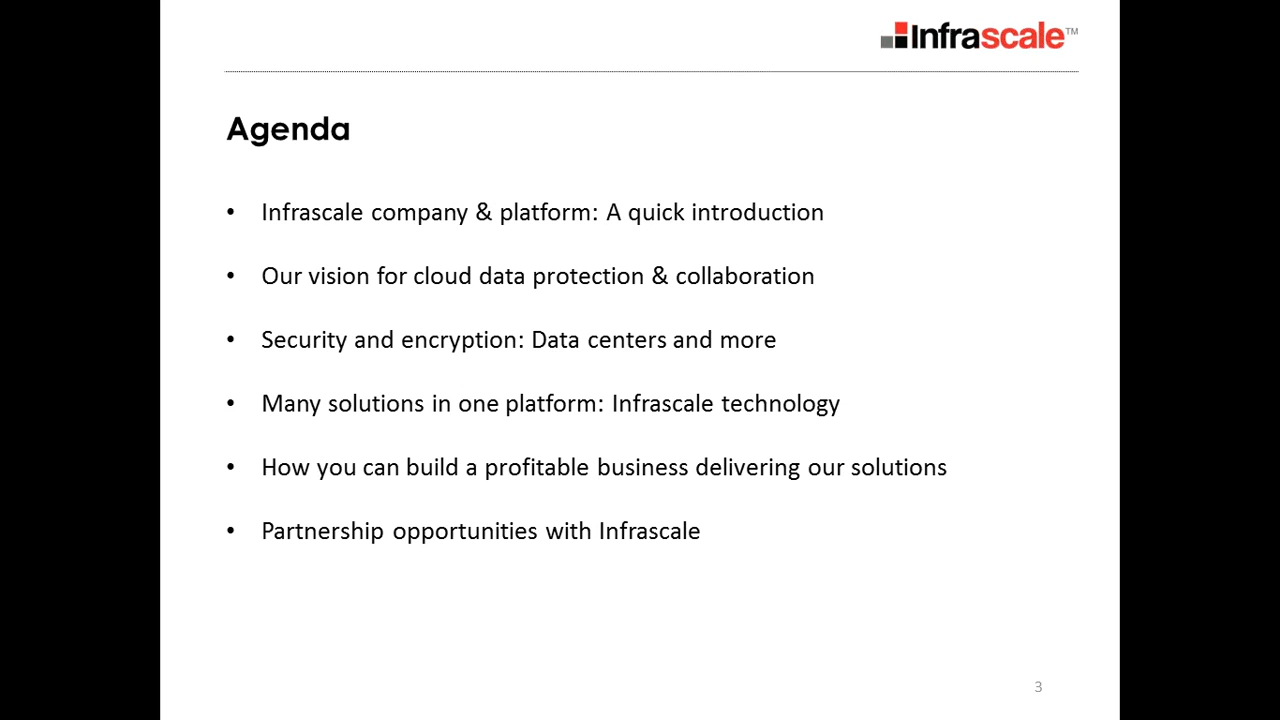 Infrascale™
Agenda
• Infrascale company & platform: A quick introduction
• Our vision for cloud data protection & collaboration
• Security and encryption: Data centers and more
• Many solutions in one platform: Infrascale technology
• How you can build a profitable business delivering our solutions
• Partnership opportunities with Infrascale
3